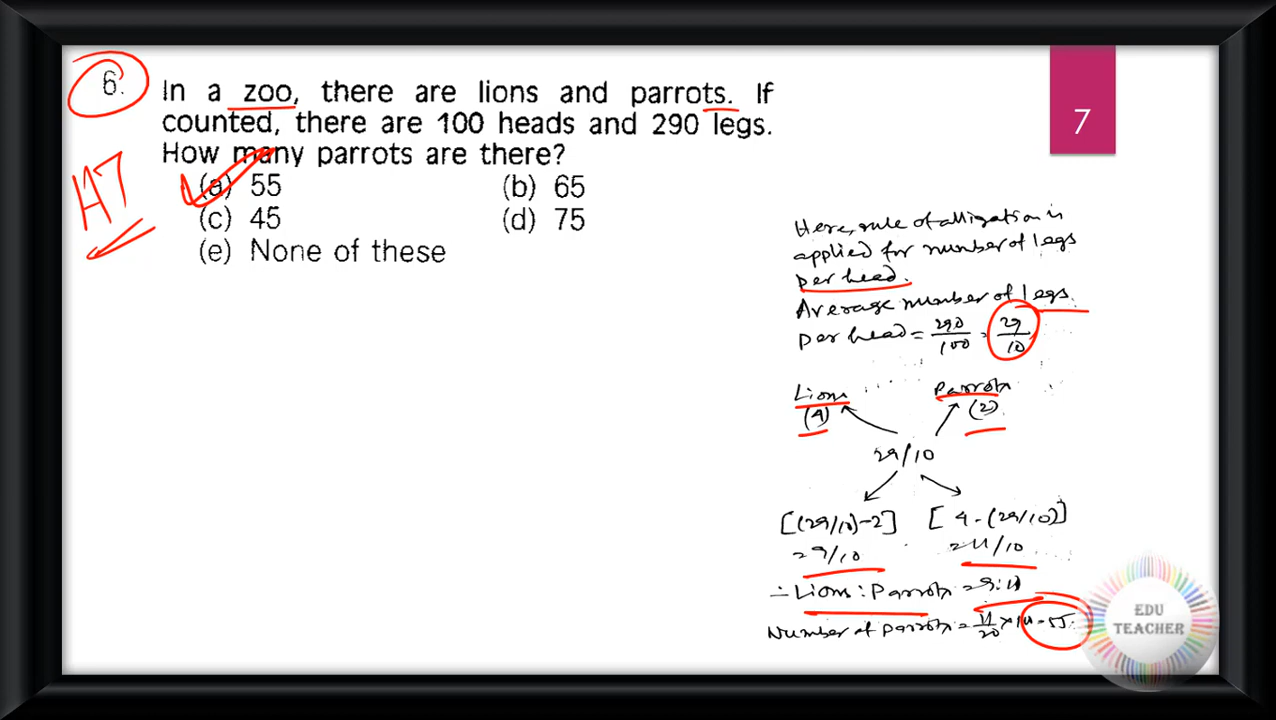 7
6.
In a zoo, there are lions and parrots. If
counted, there are 100 heads and 290 legs.
How many parrots are there?
(a) 55 (b) 65
(c) 45 (d) 75
(e) None of these
H7
Here, rule of alligation is
applied for number of legs
per head.
Average number of legs
per head = 290/100 = 29/10
Lions Parrots
(4) (2)
29/10
[(29/10)-2] [4-(29/10)]
= 9/10 = 11/10
∴ Lions : Parrots = 9:11
Number of parrots = 11/20 × 100 = 55.
EDU
TEACHER